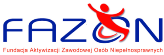 FAZON
Fundacja Aktywizacji Zawodowej Osób Niepełnosprawnych